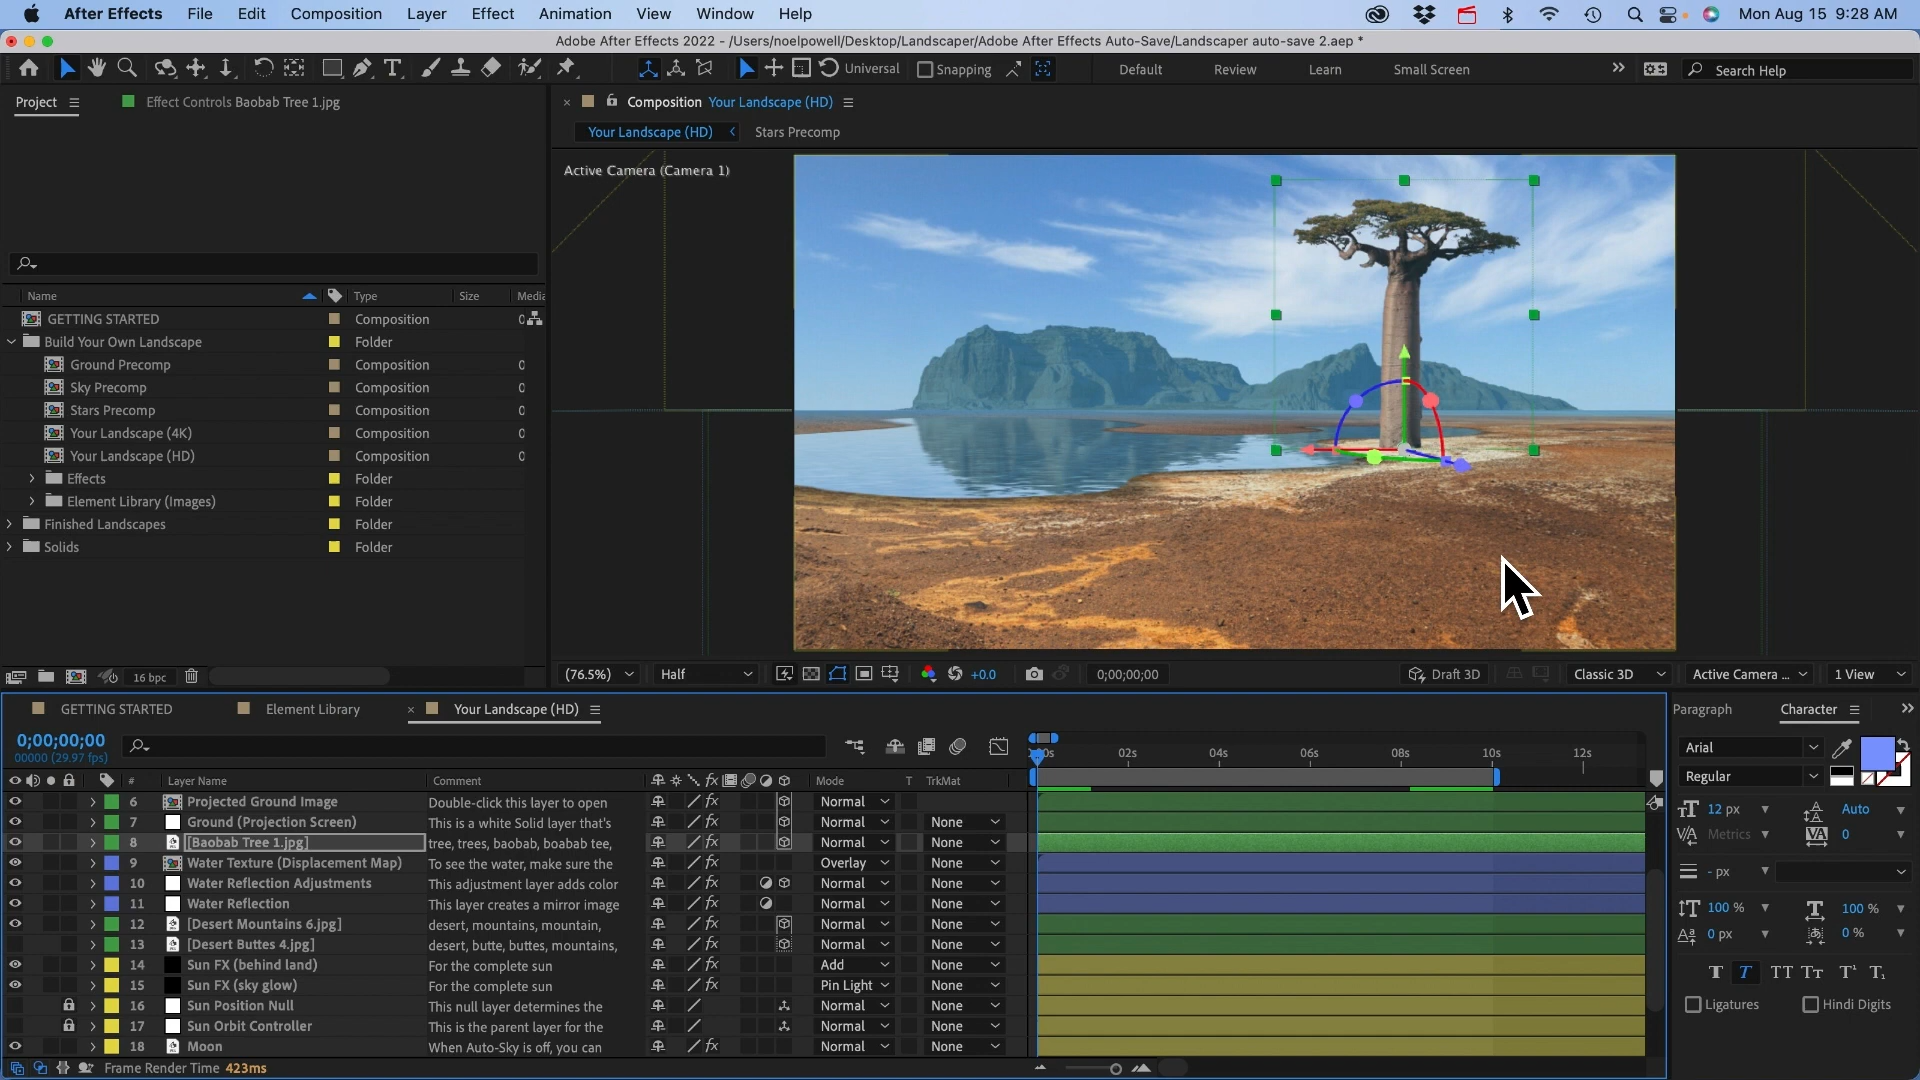 After Effects File Edit Composition Layer Effect Animation View Window Help Mon Aug 15 9:28 AM
Adobe After Effects 2022 - /Users/noelpowell/Desktop/Landscaper/Adobe After Effects Auto-Save/Landscaper auto-save 2.aep *
Universal Snapping Default Review Learn Small Screen Search Help
Project Effect Controls Baobab Tree 1.jpg Composition Your Landscape (HD)
Your Landscape (HD) Stars Precomp
Active Camera (Camera 1)
Name Type Size Media
GETTING STARTED Composition
Build Your Own Landscape Folder
Ground Precomp Composition
Sky Precomp Composition
Stars Precomp Composition
Your Landscape (4K) Composition
Your Landscape (HD) Composition
Effects Folder
Element Library (Images) Folder
Finished Landscapes Folder
Solids Folder
16 bpc (76.5%) Half +0.0 0;00;00;00 Draft 3D Classic 3D Active Camera ... 1 View
GETTING STARTED Element Library Your Landscape (HD) Paragraph Character
0;00;00;00
00000 (29.97 fps)
02s 04s 06s 08s 10s 12s
# Layer Name Comment Mode T TrkMat
6 Projected Ground Image Double-click this layer to open Normal
7 Ground (Projection Screen) This is a white Solid layer that's Normal None
8 [Baobab Tree 1.jpg] tree, trees, baobab, boabab tee, Normal None
9 Water Texture (Displacement Map) To see the water, make sure the Overlay None
10 Water Reflection Adjustments This adjustment layer adds color Normal None
11 Water Reflection This layer creates a mirror image Normal None
12 [Desert Mountains 6.jpg] desert, mountains, mountain, Normal None
13 [Desert Buttes 4.jpg] desert, butte, buttes, mountains, Normal None
14 Sun FX (behind land) For the complete sun Add None
15 Sun FX (sky glow) For the complete sun Pin Light None
16 Sun Position Null This null layer determines the Normal None
17 Sun Orbit Controller This is the parent layer for the Normal None
18 Moon When Auto-Sky is off, you can Normal None
Frame Render Time 423ms
Arial
Regular
12 px Auto
Metrics 0
- px
100 % 100 %
0 px 0 %
T T TT Tт T¹ T₁
Ligatures Hindi Digits